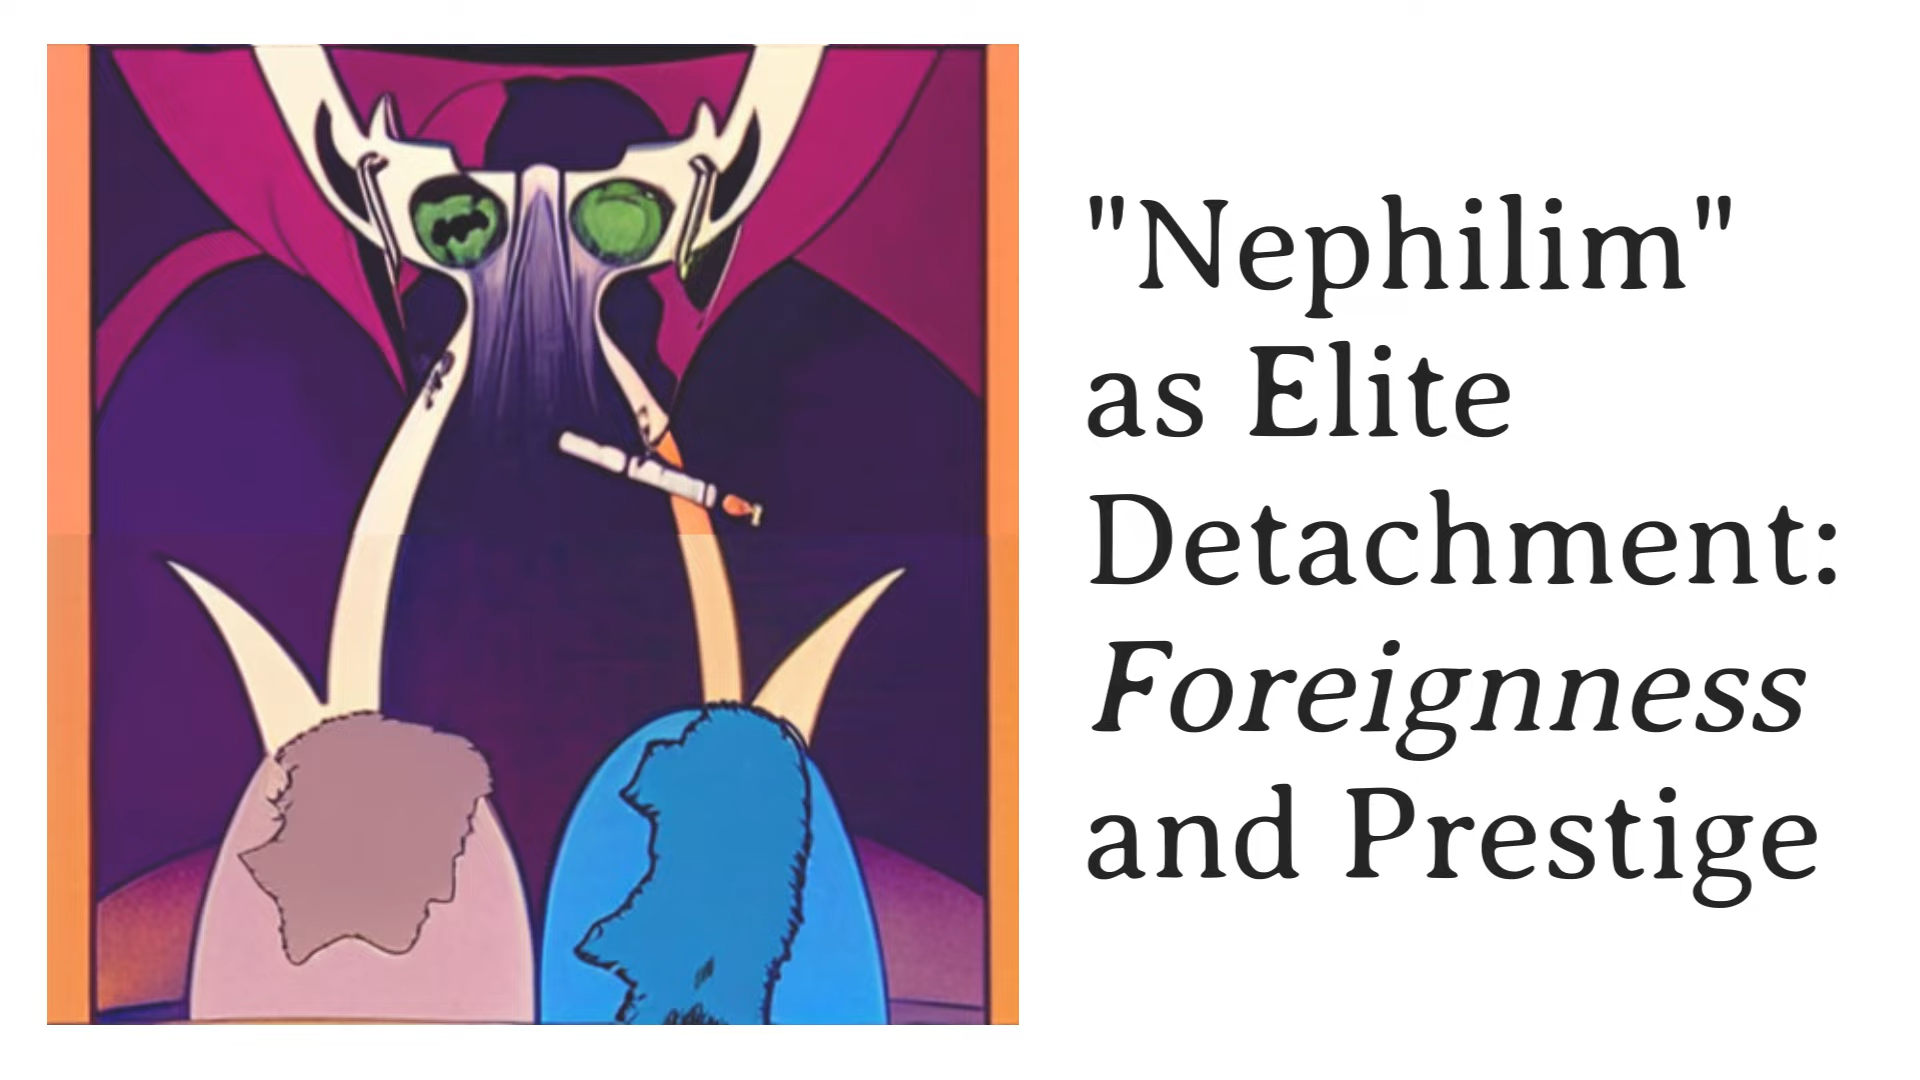 "Nephilim"
as Elite
Detachment:
Foreignness
and Prestige